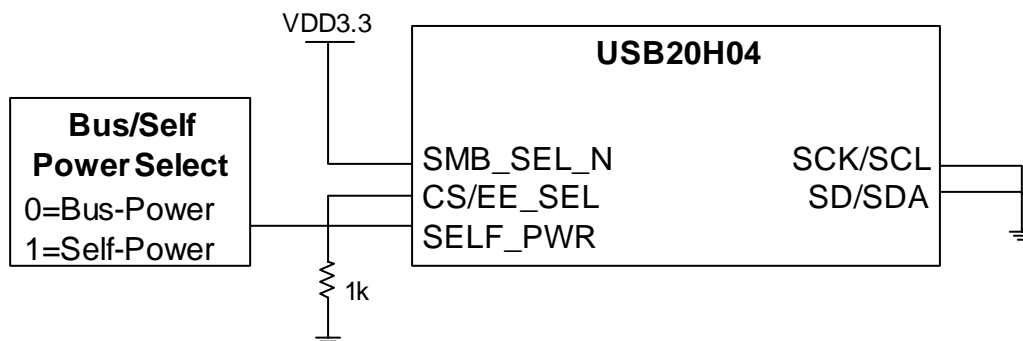 VDD3.3
USB20H04
Bus/Self
Power Select
0=Bus-Power
1=Self-Power
SMB_SEL_N
CS/EE_SEL
SELF_PWR
SCK/SCL
SD/SDA
1k